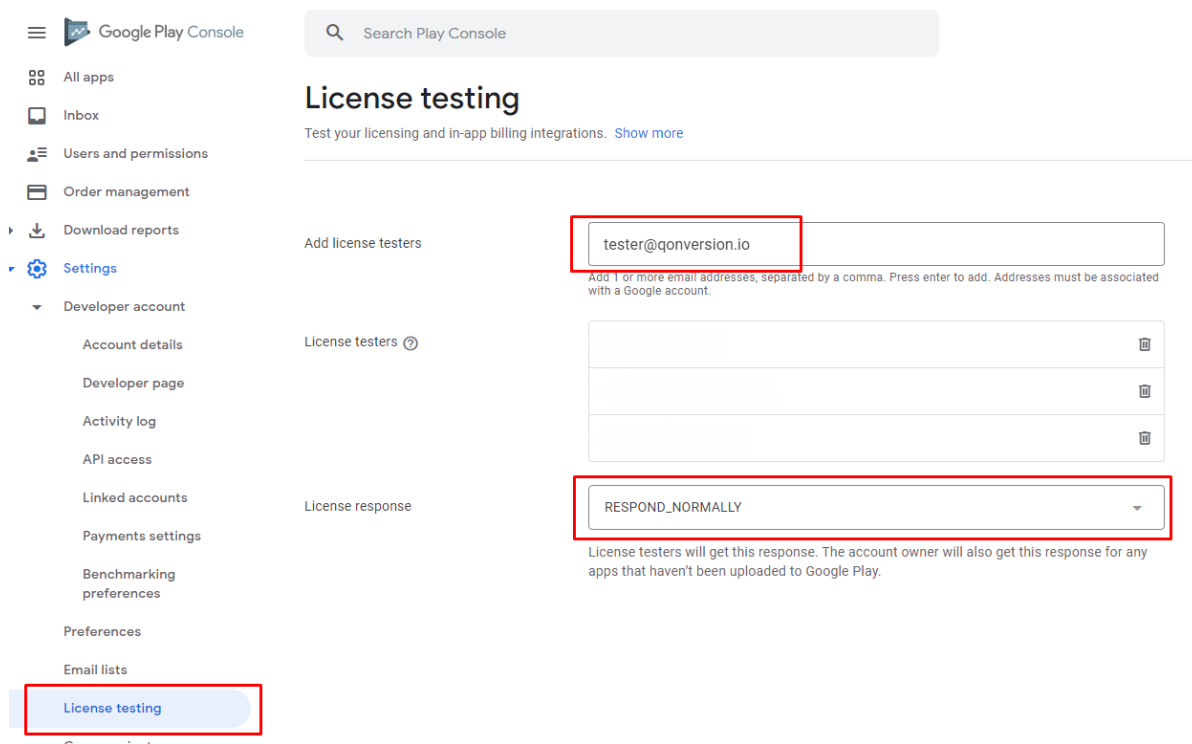 Google Play Console
Search Play Console
All apps
Inbox
Users and permissions
Order management
Download reports
Settings
Developer account
Account details
Developer page
Activity log
API access
Linked accounts
Payments settings
Benchmarking
preferences
Preferences
Email lists
License testing
License testing
Test your licensing and in-app billing integrations. Show more
Add license testers
tester@qonversion.io
Add 1 or more email addresses, separated by a comma. Press enter to add. Addresses must be associated
with a Google account.
License testers
License response
RESPOND_NORMALLY
License testers will get this response. The account owner will also get this response for any
apps that haven't been uploaded to Google Play.